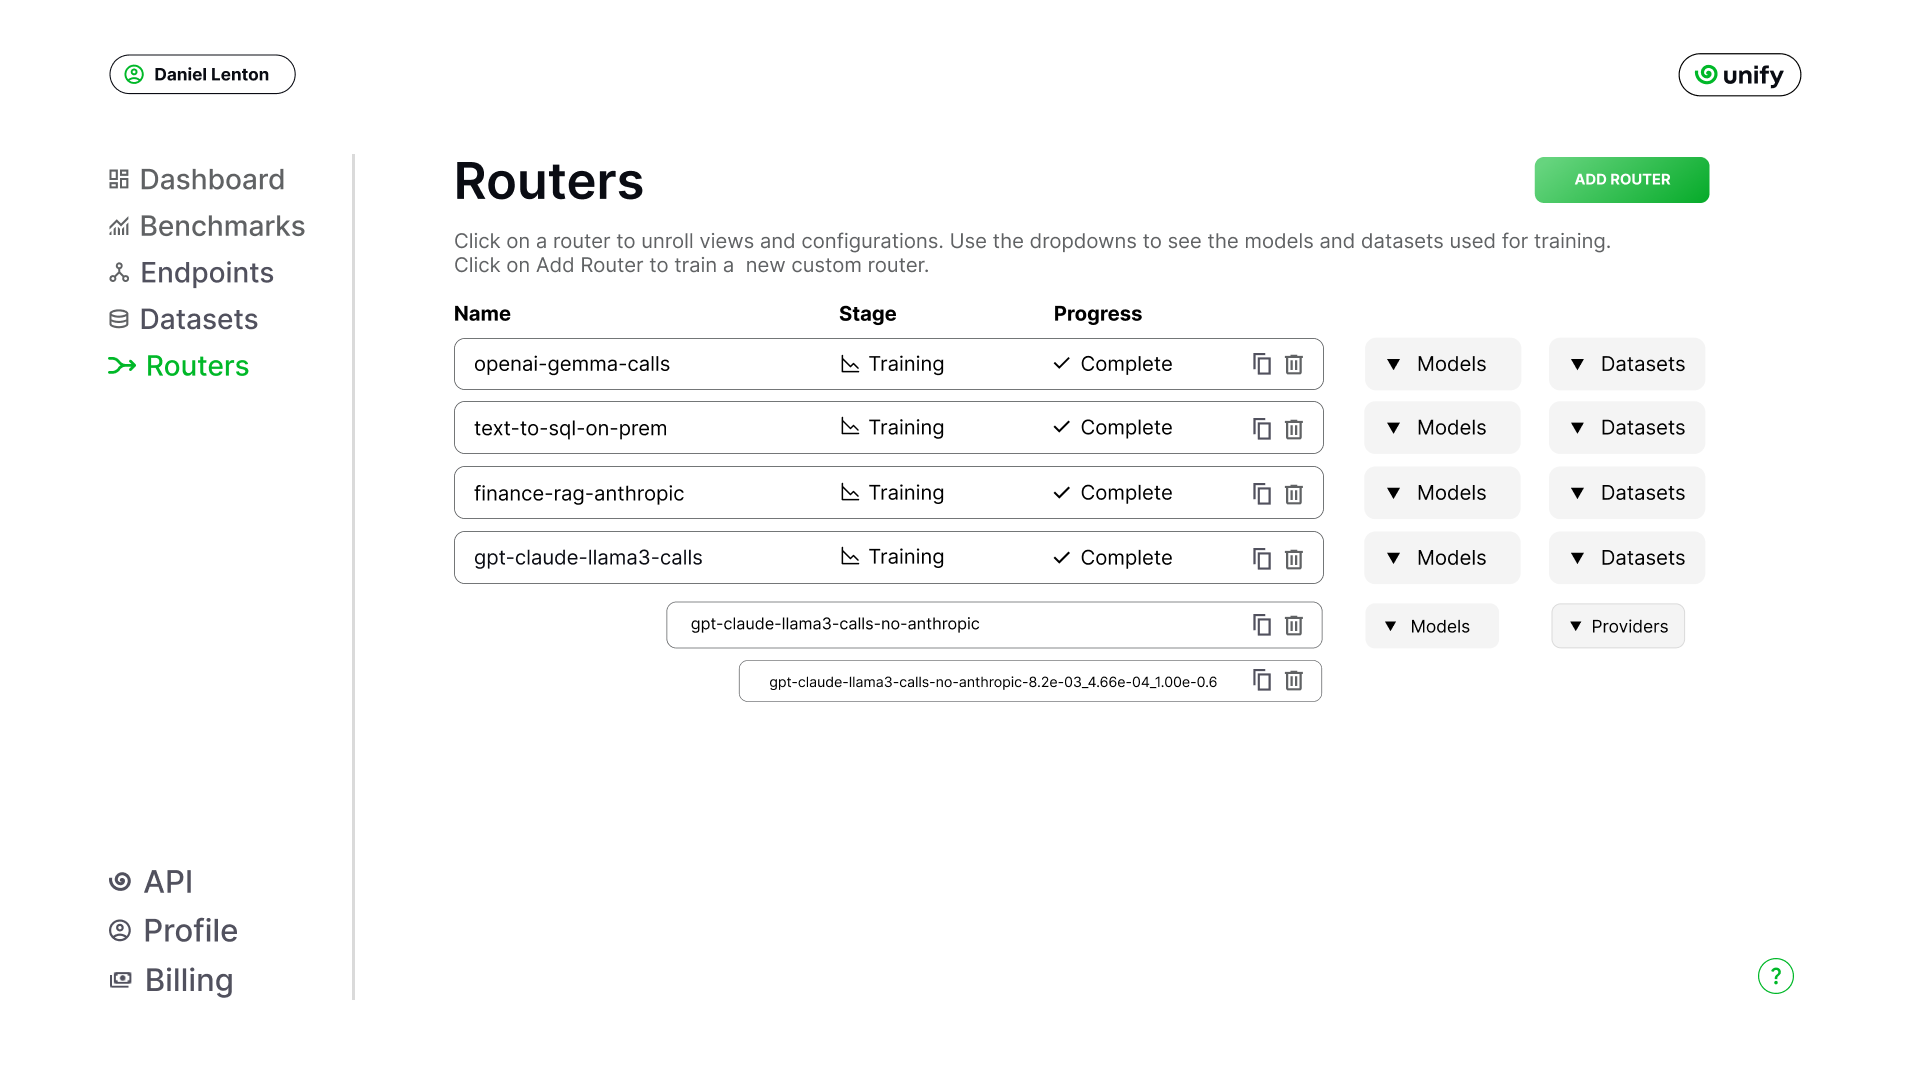 Daniel Lenton
unify
Dashboard
Benchmarks
Endpoints
Datasets
Routers
Routers
ADD ROUTER
Click on a router to unroll views and configurations. Use the dropdowns to see the models and datasets used for training.
Click on Add Router to train a  new custom router.
Name Stage Progress
openai-gemma-calls Training Complete Models Datasets
text-to-sql-on-prem Training Complete Models Datasets
finance-rag-anthropic Training Complete Models Datasets
gpt-claude-llama3-calls Training Complete Models Datasets
gpt-claude-llama3-calls-no-anthropic Models Providers
gpt-claude-llama3-calls-no-anthropic-8.2e-03_4.66e-04_1.00e-0.6
API
Profile
Billing
?